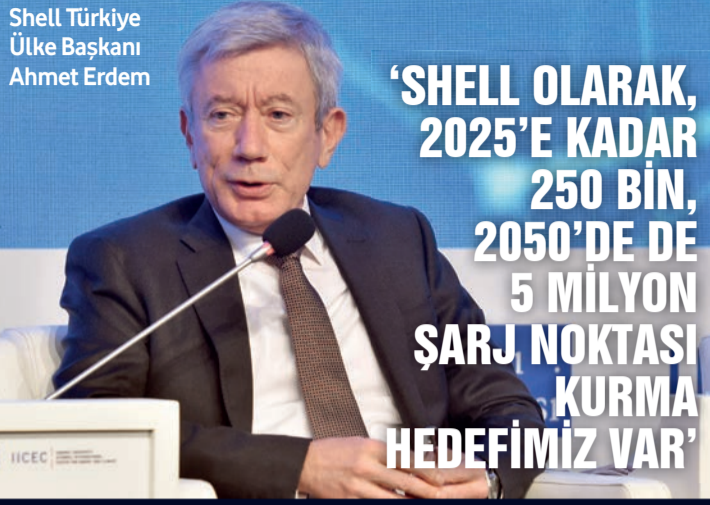 Shell Türkiye
Ülke Başkanı
Ahmet Erdem
‘SHELL OLARAK,
2025’E KADAR
250 BİN,
2050’DE DE
5 MİLYON
ŞARJ NOKTASI
KURMA
HEDEFİMİZ VAR’
IICEC